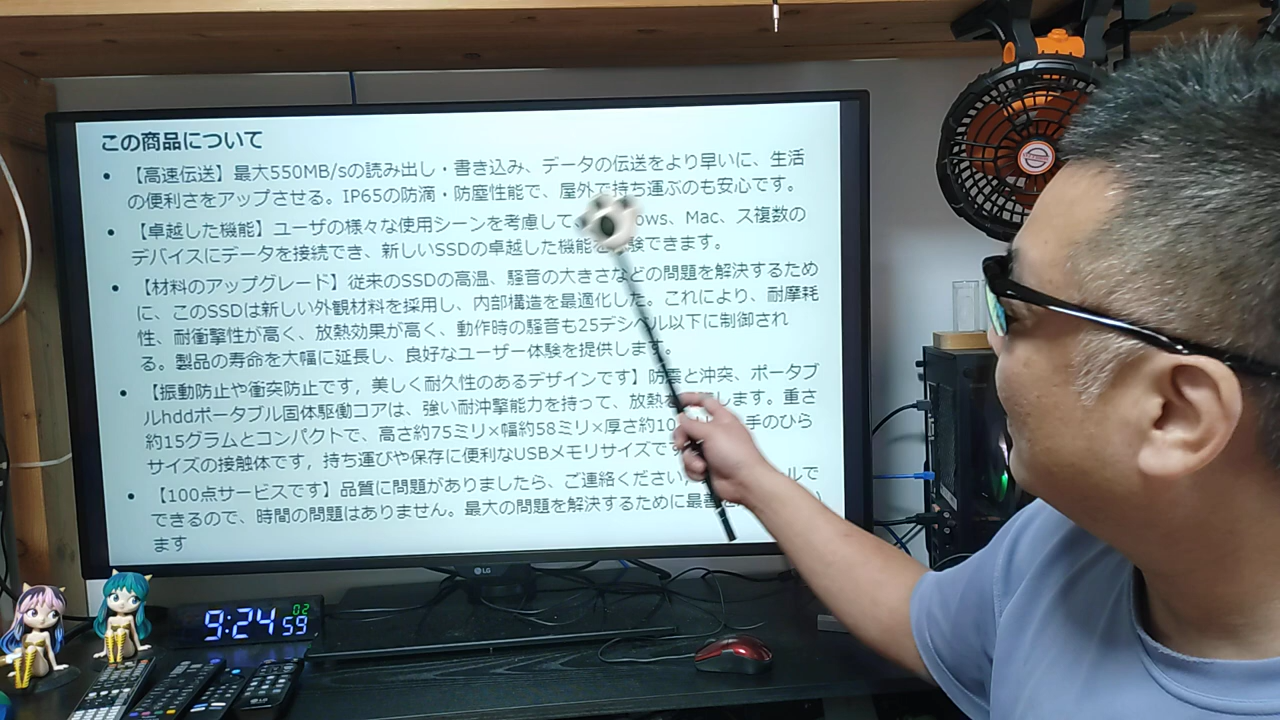 この商品について
• 【高速伝送】最大550MB/sの読み出し・書き込み、データの伝送をより早いに、生活
の便利さをアップさせる。IP65の防滴・防塵性能で、屋外で持ち運ぶのも安心です。
• 【卓越した機能】ユーザの様々な使用シーンを考慮して、 ows、Mac、ス複数の
デバイスにデータを接続でき、新しいSSDの卓越した機能を 験できます。
• 【材料のアップグレード】従来のSSDの高温、騒音の大きさなどの問題を解決するため
に、このSSDは新しい外観材料を採用し、内部構造を最適化した。これにより、耐摩耗
性、耐衝撃性が高く、放熱効果が高く、動作時の騒音も25デシベル以下に制御され
る。製品の寿命を大幅に延長し、良好なユーザー体験を提供します。
• 【振動防止や衝突防止です，美しく耐久性のあるデザインです】防震と冲突、ポータブ
ルhddポータブル固体駆働コアは、強い耐沖撃能力を持って、放熱を します。重さ
約15グラムとコンパクトで、高さ約75ミリ×幅約58ミリ×厚さ約10 手のひら
サイズの接触体です，持ち運びや保存に便利なUSBメモリサイズです
• 【100点サービスです】品質に問題がありましたら、ご連絡ください ルで
できるので、時間の問題はありません。最大の問題を解決するために最善
ます
LG
9:24 59
02